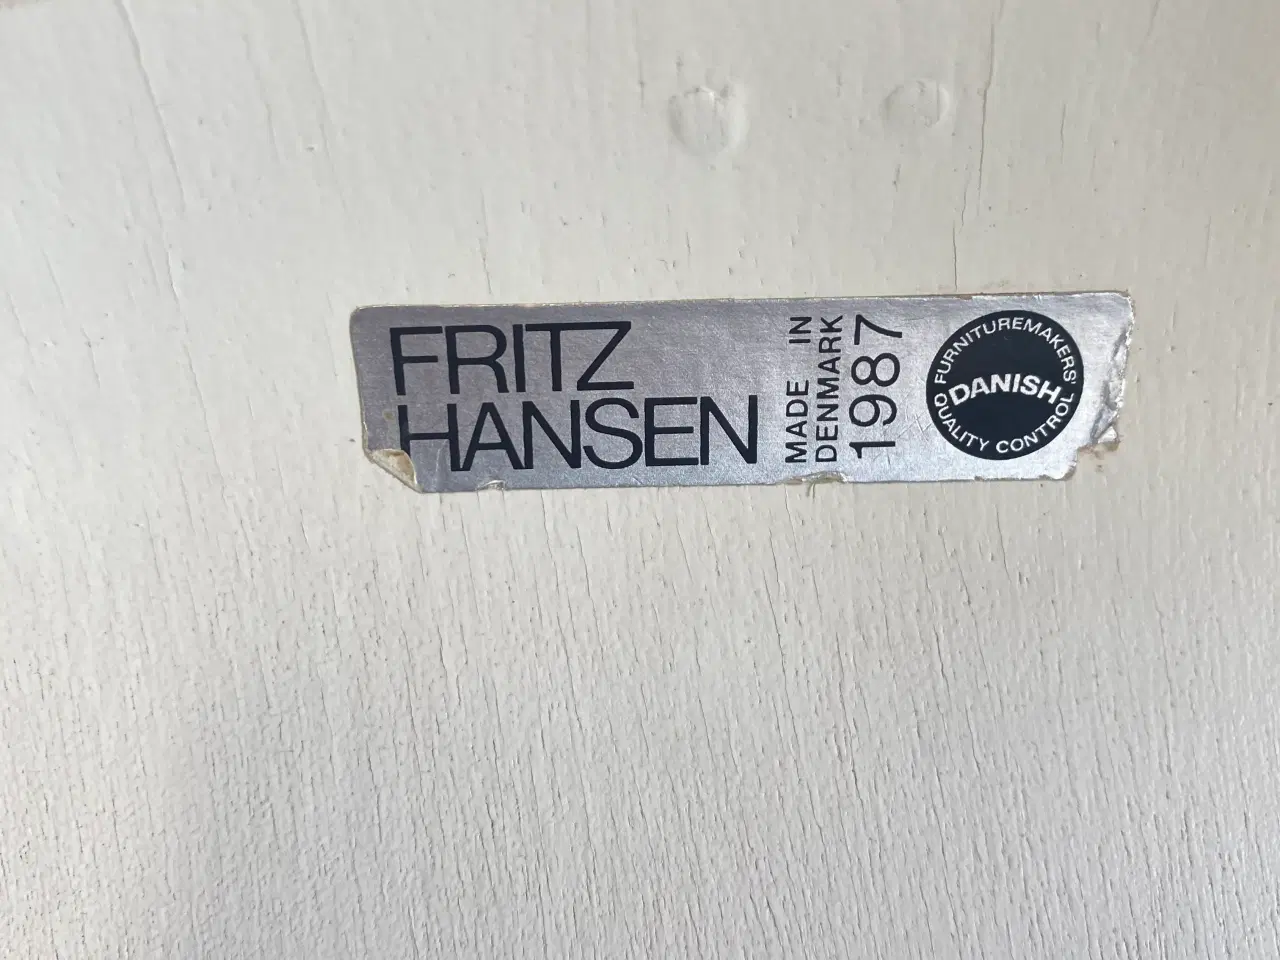 FRITZ
HANSEN
MADE IN
DENMARK
1987
FURNITUREMAKERS'
DANISH
QUALITY CONTROL